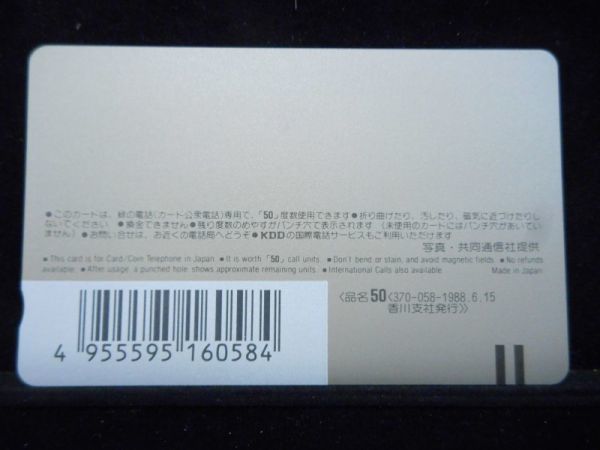 ●このカードは、緑の電話(カード公衆電話)専用で、「50」度数使用できます●折り曲げたり、汚したり、磁気に近づけたりし
ないでください ●換金できません●残り度数のめやすがパンチ穴で表示されます (未使用のカードにはパンチ穴があいてい
ません)●お問い合せは、お近くの電話局へどうぞ●KDDの国際電話サービスもご利用いただけます
写真・共同通信社提供
●This card is for Card/Coin Telephone in Japan ●It is worth「50」call units. ●Don't bend or stain, and avoid magnetic fields. ●No refunds
available. ●After usage, a punched hole shows approximate remaining units. ●International Calls also available. Made in Japan
〈品名50〈370-058-1988.6.15
香川支社発行〉〉
4 955595 160584